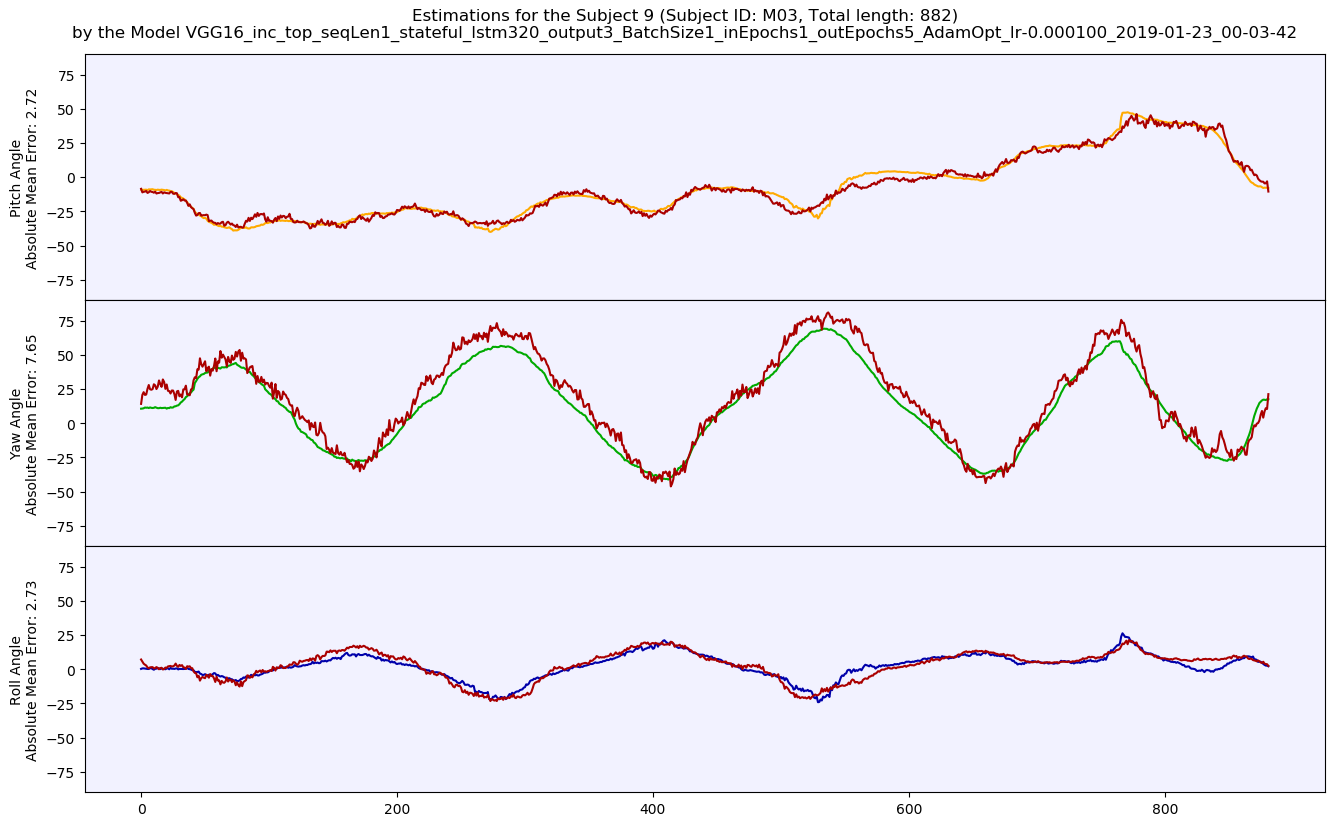 Estimations for the Subject 9 (Subject ID: M03, Total length: 882)
by the Model VGG16_inc_top_seqLen1_stateful_lstm320_output3_BatchSize1_inEpochs1_outEpochs5_AdamOpt_lr-0.000100_2019-01-23_00-03-42
Pitch Angle
Absolute Mean Error: 2.72
75
50
25
0
−25
−50
−75
Yaw Angle
Absolute Mean Error: 7.65
75
50
25
0
−25
−50
−75
Roll Angle
Absolute Mean Error: 2.73
75
50
25
0
−25
−50
−75
0 200 400 600 800